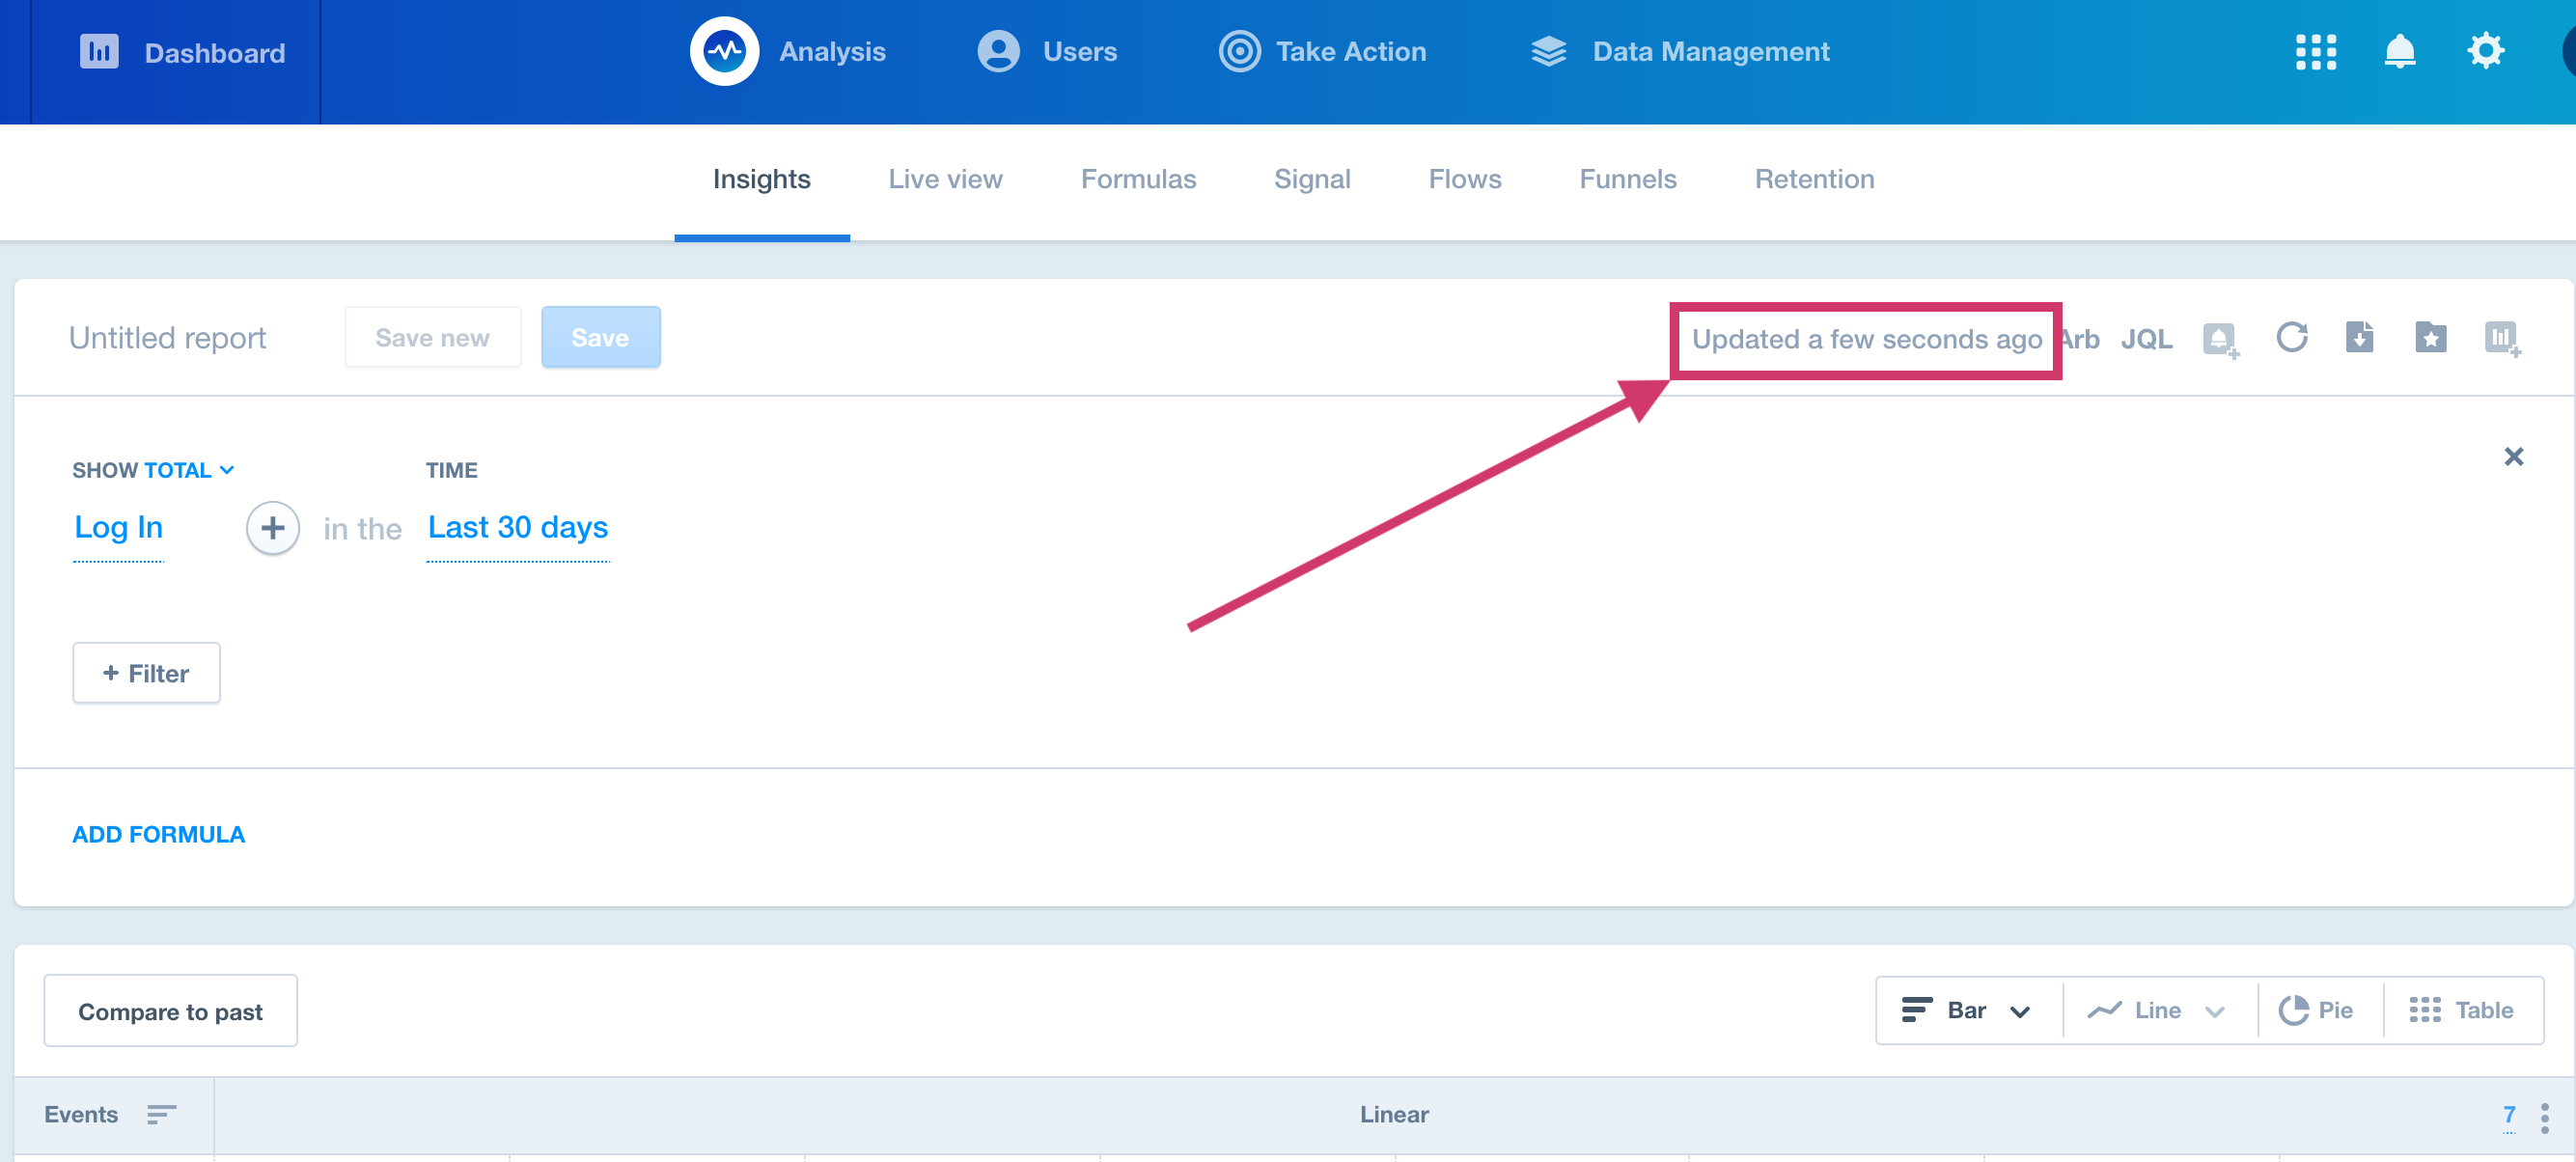 Dashboard
Analysis
Users
Take Action
Data Management
Insights
Live view
Formulas
Signal
Flows
Funnels
Retention
Untitled report
Save new
Save
Updated a few seconds ago
Arb
JQL
SHOW TOTAL
TIME
Log In
in the
Last 30 days
+ Filter
ADD FORMULA
Compare to past
Bar
Line
Pie
Table
Events
Linear
7